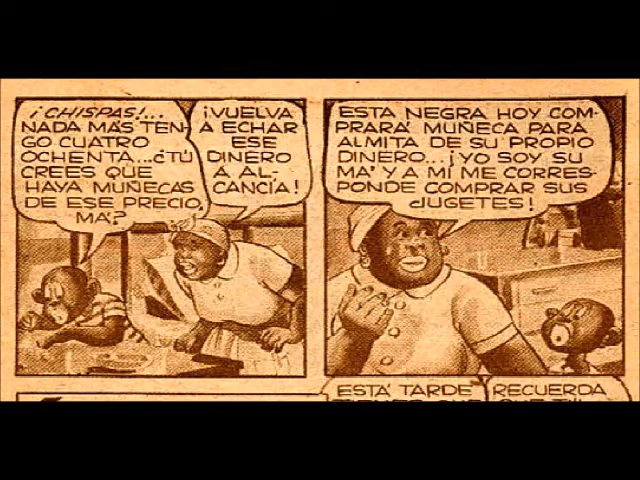 ¡CHISPAS!...
NADA MÁS TEN-
GO CUATRO
OCHENTA...¿TÚ
CREES QUE
HAYA MUÑECAS
DE ESE PRECIO,
MA'?
¡VUELVA
A ECHAR
ESE
DINERO
A AL-
CANCÍA!
ESTA NEGRA HOY COM-
PRARA' MUÑECA PARA
ALMITA DE SU PROPIO
DINERO...¡YO SOY SU
MA' Y A MÍ ME CORRES-
PONDE COMPRAR SUS
JUGETES!
ESTA' TARDE
RECUERDA